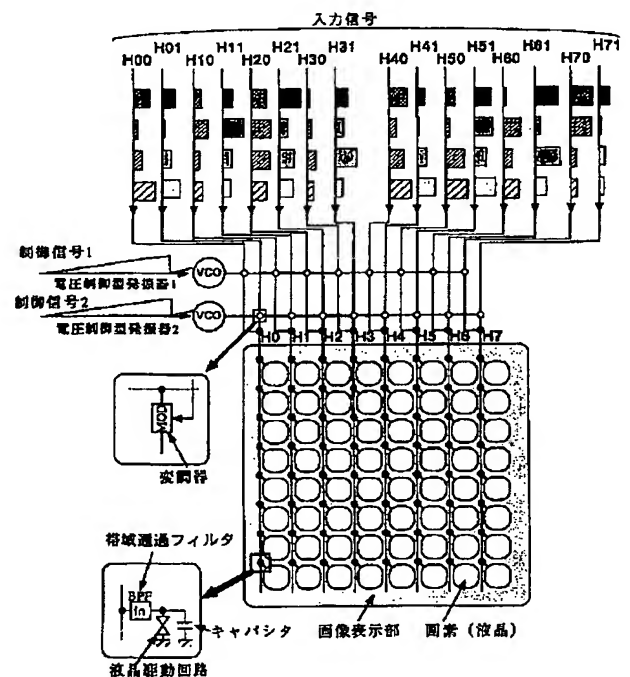 入力信号
H00 H01 H10 H11 H20 H21 H30 H31 H40 H41 H50 H51 H60 H61 H70 H71
制御信号1
VCO
電圧制御型発振器1
制御信号2
VCO
電圧制御型発振器2
H0 H1 H2 H3 H4 H5 H6 H7
MOD
変調器
帯域通過フィルタ
BPF
fn
キャパシタ
液晶駆動回路
画像表示部
画素（液晶）